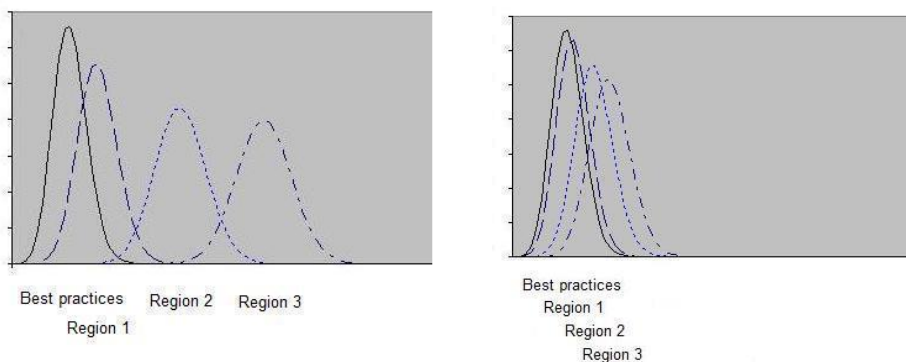 Best practices Region 2 Region 3
Region 1
Best practices
Region 1
Region 2
Region 3